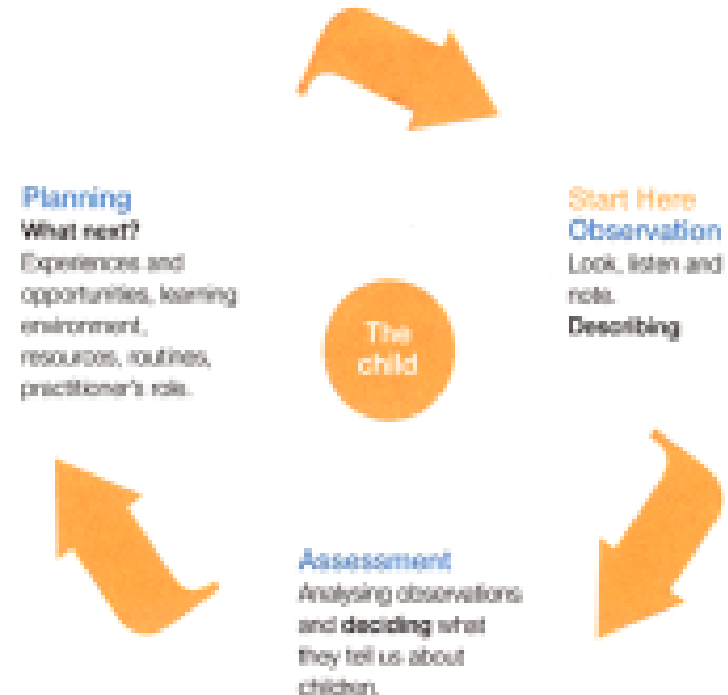 Planning
What next?
Experiences and
opportunities, learning
environment,
resources, routines,
practitioner's role.
Start Here
Observation
Look, listen and
note.
Describing
The
child
Assessment
Analysing observations
and deciding what
they tell us about
children.